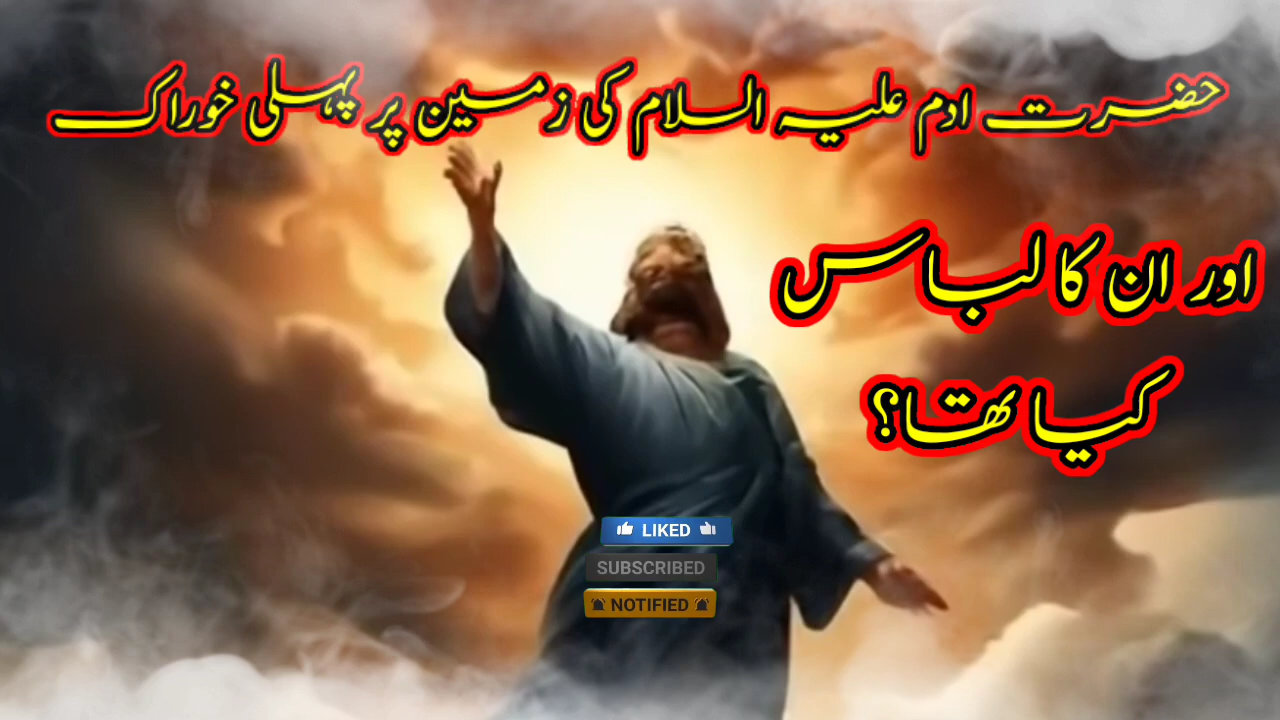 حضرت ادم علیہ السلام کی زمین پر پہلی خوراک
اور ان کا لباس
کیا تھا؟
LIKED
SUBSCRIBED
NOTIFIED